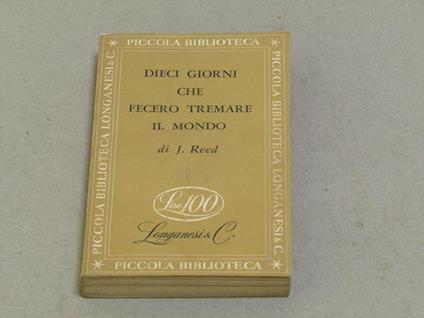 PICCOLA BIBLIOTECA
DIECI GIORNI
CHE
FECERO TREMARE
IL MONDO
di J. Reed
Lire 100
Longanesi & C.
PICCOLA BIBLIOTECA
PICCOLA BIBLIOTECA LONGANESI & C.
PICCOLA BIBLIOTECA LONGANESI & C.